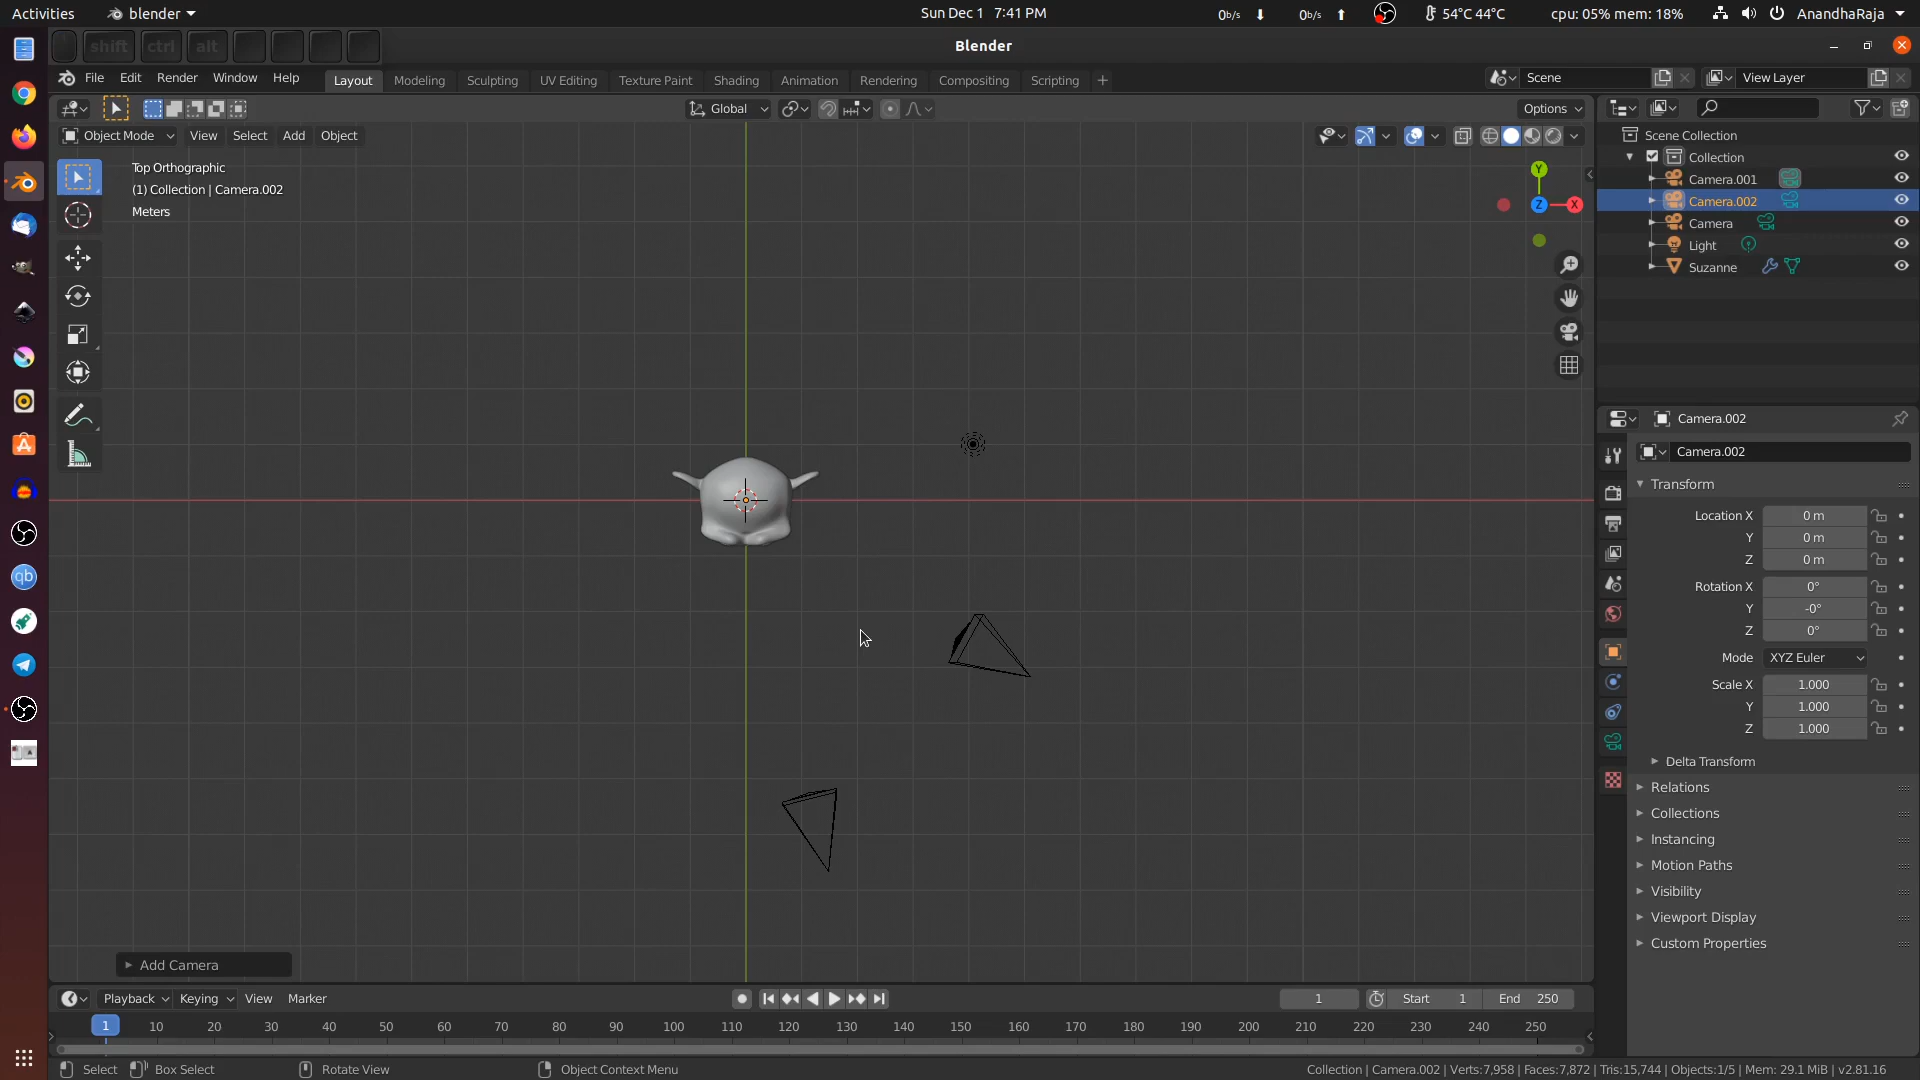 Activities
blender
Sun Dec 1 7:41 PM
0b/s
0b/s
54°C 44°C
cpu: 05% mem: 18%
AnandhaRaja
shift ctrl alt
Blender
File Edit Render Window Help
Layout Modeling Sculpting UV Editing Texture Paint Shading Animation Rendering Compositing Scripting +
Scene
View Layer
Global
Options
Object Mode View Select Add Object
Top Orthographic
(1) Collection | Camera.002
Meters
Y
Z
X
Scene Collection
Collection
Camera.001
Camera.002
Camera
Light
Suzanne
Camera.002
Camera.002
Transform
Location X 0 m
Y 0 m
Z 0 m
Rotation X 0°
Y -0°
Z 0°
Mode XYZ Euler
Scale X 1.000
Y 1.000
Z 1.000
Delta Transform
Relations
Collections
Instancing
Motion Paths
Visibility
Viewport Display
Custom Properties
qb
Add Camera
Playback Keying View Marker
1
Start 1
End 250
1 10 20 30 40 50 60 70 80 90 100 110 120 130 140 150 160 170 180 190 200 210 220 230 240 250
Select Box Select Rotate View Object Context Menu
Collection | Camera.002 | Verts:7,958 | Faces:7,872 | Tris:15,744 | Objects:1/5 | Mem: 29.1 MiB | v2.81.16